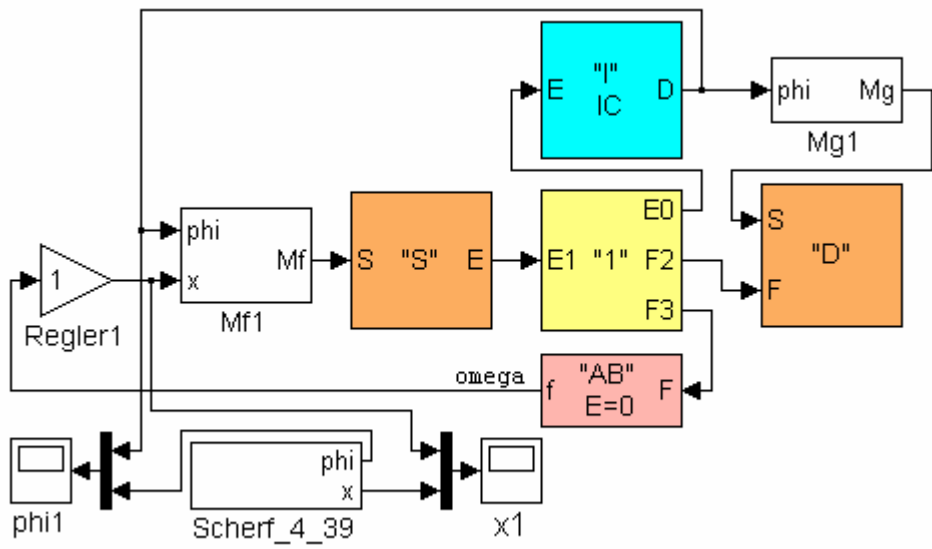 "I"
E D
IC
phi Mg
Mg1
phi
Mf
x
Mf1
S "S" E
E0
E1 "1" F2
F3
S
"D"
F
1
Regler1
omega
"AB"
f F
E=0
phi
x
phi1
Scherf_4_39
x1